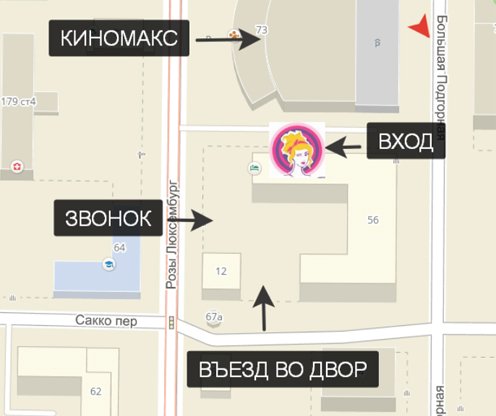 КИНОМАКС
73
Большая Подгорная
179 ст4
ВХОД
Розы Люксембург
ЗВОНОК
56
64
12
67а
Сакко пер
ВЪЕЗД ВО ДВОР
62